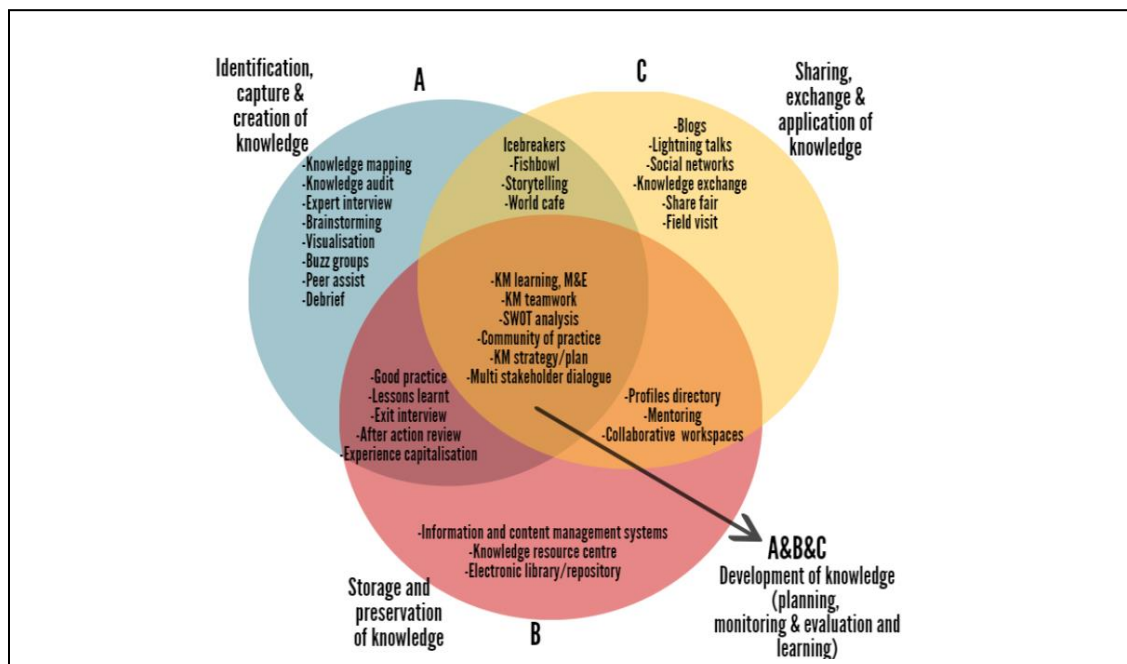 Identification,
capture &
creation of
knowledge
A
C
Sharing,
exchange &
application of
knowledge
-Knowledge mapping
-Knowledge audit
-Expert interview
-Brainstorming
-Visualisation
-Buzz groups
-Peer assist
-Debrief
Icebreakers
-Fishbowl
-Storytelling
-World cafe
-Blogs
-Lightning talks
-Social networks
-Knowledge exchange
-Share fair
-Field visit
-KM learning, M&E
-KM teamwork
-SWOT analysis
-Community of practice
-KM strategy/plan
-Multi stakeholder dialogue
-Good practice
-Lessons learnt
-Exit interview
-After action review
-Experience capitalisation
-Profiles directory
-Mentoring
-Collaborative workspaces
-Information and content management systems
-Knowledge resource centre
-Electronic library/repository
Storage and
preservation
of knowledge
B
A&B&C
Development of knowledge
(planning,
monitoring & evaluation and
learning)